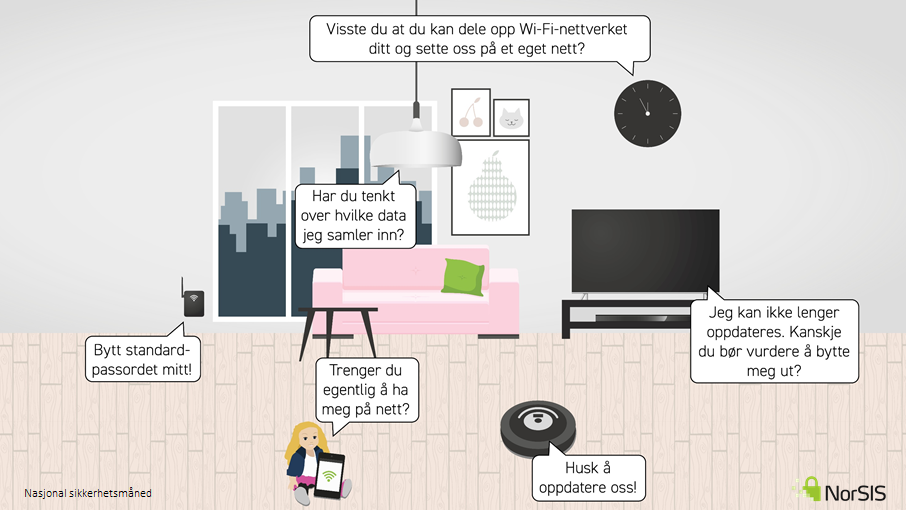 Visste du at du kan dele opp Wi-Fi-nettverket
ditt og sette oss på et eget nett?
Har du tenkt
over hvilke data
jeg samler inn?
Jeg kan ikke lenger
oppdateres. Kanskje
du bør vurdere å bytte
meg ut?
Bytt standard-
passordet mitt!
Trenger du
egentlig å ha
meg på nett?
Husk å
oppdatere oss!
Nasjonal sikkerhetsmåned
NorSIS